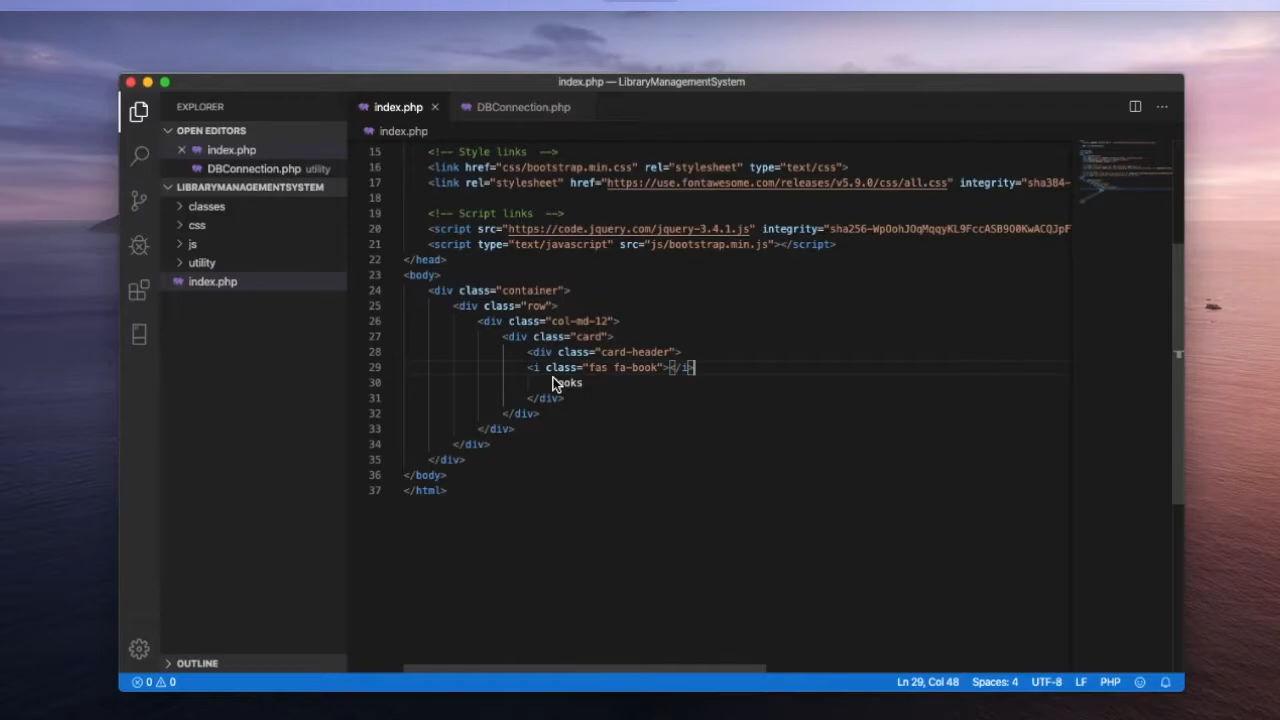 index.php — LibraryManagementSystem
EXPLORER
OPEN EDITORS
index.php
DBConnection.php utility
LIBRARYMANAGEMENTSYSTEM
classes
css
js
utility
index.php
OUTLINE
index.php
DBConnection.php
index.php
15 <!-- Style links -->
16 <link href="css/bootstrap.min.css" rel="stylesheet" type="text/css">
17 <link rel="stylesheet" href="https://use.fontawesome.com/releases/v5.9.0/css/all.css" integrity="sha384-
18
19 <!-- Script links -->
20 <script src="https://code.jquery.com/jquery-3.4.1.js" integrity="sha256-WpOohJOqMqqyKL9FccASB9O0KwACQJpF
21 <script type="text/javascript" src="js/bootstrap.min.js"></script>
22 </head>
23 <body>
24 <div class="container">
25 <div class="row">
26 <div class="col-md-12">
27 <div class="card">
28 <div class="card-header">
29 <i class="fas fa-book"></i>
30 ooks
31 </div>
32 </div>
33 </div>
34 </div>
35 </div>
36 </body>
37 </html>
0 0
Ln 29, Col 48 Spaces: 4 UTF-8 LF PHP